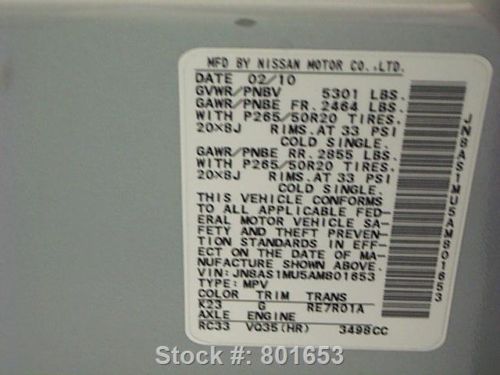 MFD BY NISSAN MOTOR CO.,LTD.
DATE 02/10
GVWR/PNBV 5301 LBS.
GAWR/PNBE FR. 2464 LBS.
WITH P265/50R20 TIRES.
20×8J RIMS. AT 33 PSI
COLD SINGLE.
GAWR/PNBE RR. 2855 LBS.
WITH P265/50R20 TIRES.
20×8J RIMS. AT 33 PSI
COLD SINGLE.
THIS VEHICLE CONFORMS
TO ALL APPLICABLE FED-
ERAL MOTOR VEHICLE SA-
FETY AND THEFT PREVEN-
TION STANDARDS IN EFF-
ECT ON THE DATE OF MA-
NUFACTURE SHOWN ABOVE.
VIN: JN8AS1MU5AM801653
TYPE: MPV
COLOR TRIM TRANS
K23 G RE7R01A
AXLE ENGINE
RC33 VQ35(HR) 3498CC
JN8AS1MU5AM801653
Stock #: 801653